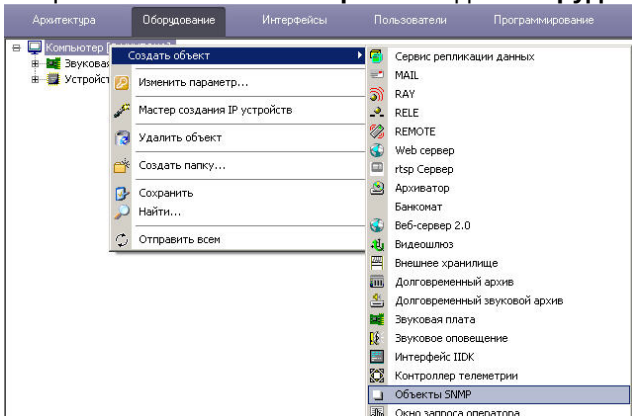 Архитектура Оборудование Интерфейсы Пользователи Программирование
Компьютер
Звуковая
Устройст
Создать объект
Изменить параметр...
Мастер создания IP устройств
Удалить объект
Создать папку...
Сохранить
Найти...
Отправить всем
Сервис репликации данных
MAIL
RAY
RELE
REMOTE
Web сервер
rtsp Сервер
Архиватор
Банкомат
Веб-сервер 2.0
Видеошлюз
Внешнее хранилище
Долговременный архив
Долговременный звуковой архив
Звуковая плата
Звуковое оповещение
Интерфейс IIDK
Контроллер телеметрии
Объекты SNMP
Окно запроса оператора